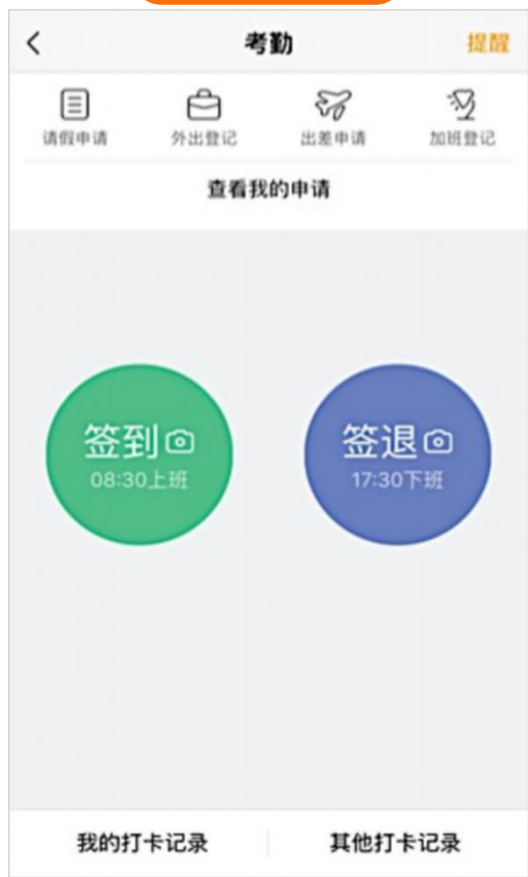 考勤
提醒
请假申请
外出登记
出差申请
加班登记
查看我的申请
签到
08:30上班
签退
17:30下班
我的打卡记录
其他打卡记录